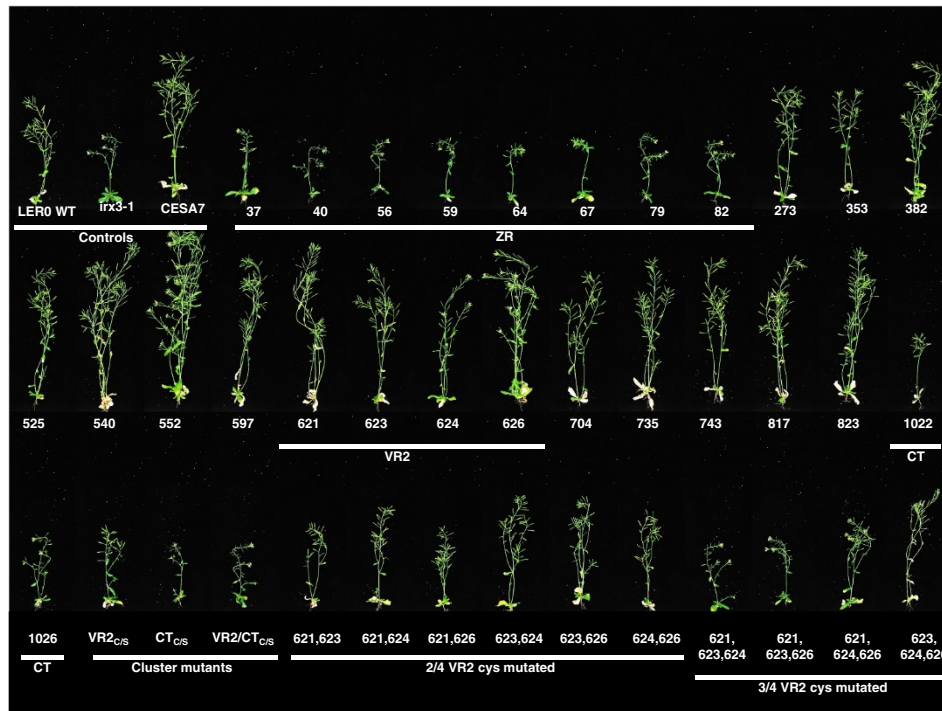 LER0 WT irx3-1 CESA7 37 40 56 59 64 67 79 82 273 353 382
Controls ZR
525 540 552 597 621 623 624 626 704 735 743 817 823 1022
VR2 CT
1026 VR2C/S CTC/S VR2/CTC/S 621,623 621,624 621,626 623,624 623,626 624,626 621, 621, 621, 623,
623,624 623,626 624,626 624,626
CT Cluster mutants 2/4 VR2 cys mutated
3/4 VR2 cys mutated